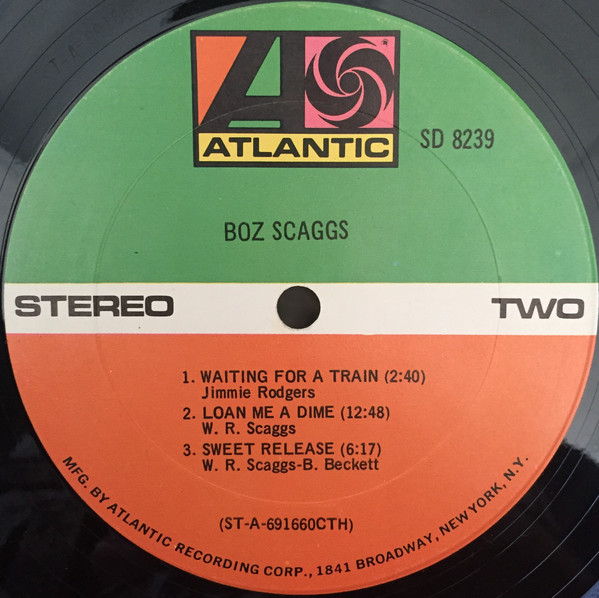 ATLANTIC
SD 8239
BOZ SCAGGS
STEREO
TWO
1. WAITING FOR A TRAIN (2:40)
Jimmie Rodgers
2. LOAN ME A DIME (12:48)
W. R. Scaggs
3. SWEET RELEASE (6:17)
W. R. Scaggs-B. Beckett
(ST-A-691660CTH)
MFG. BY ATLANTIC RECORDING CORP., 1841 BROADWAY, NEW YORK, N.Y.